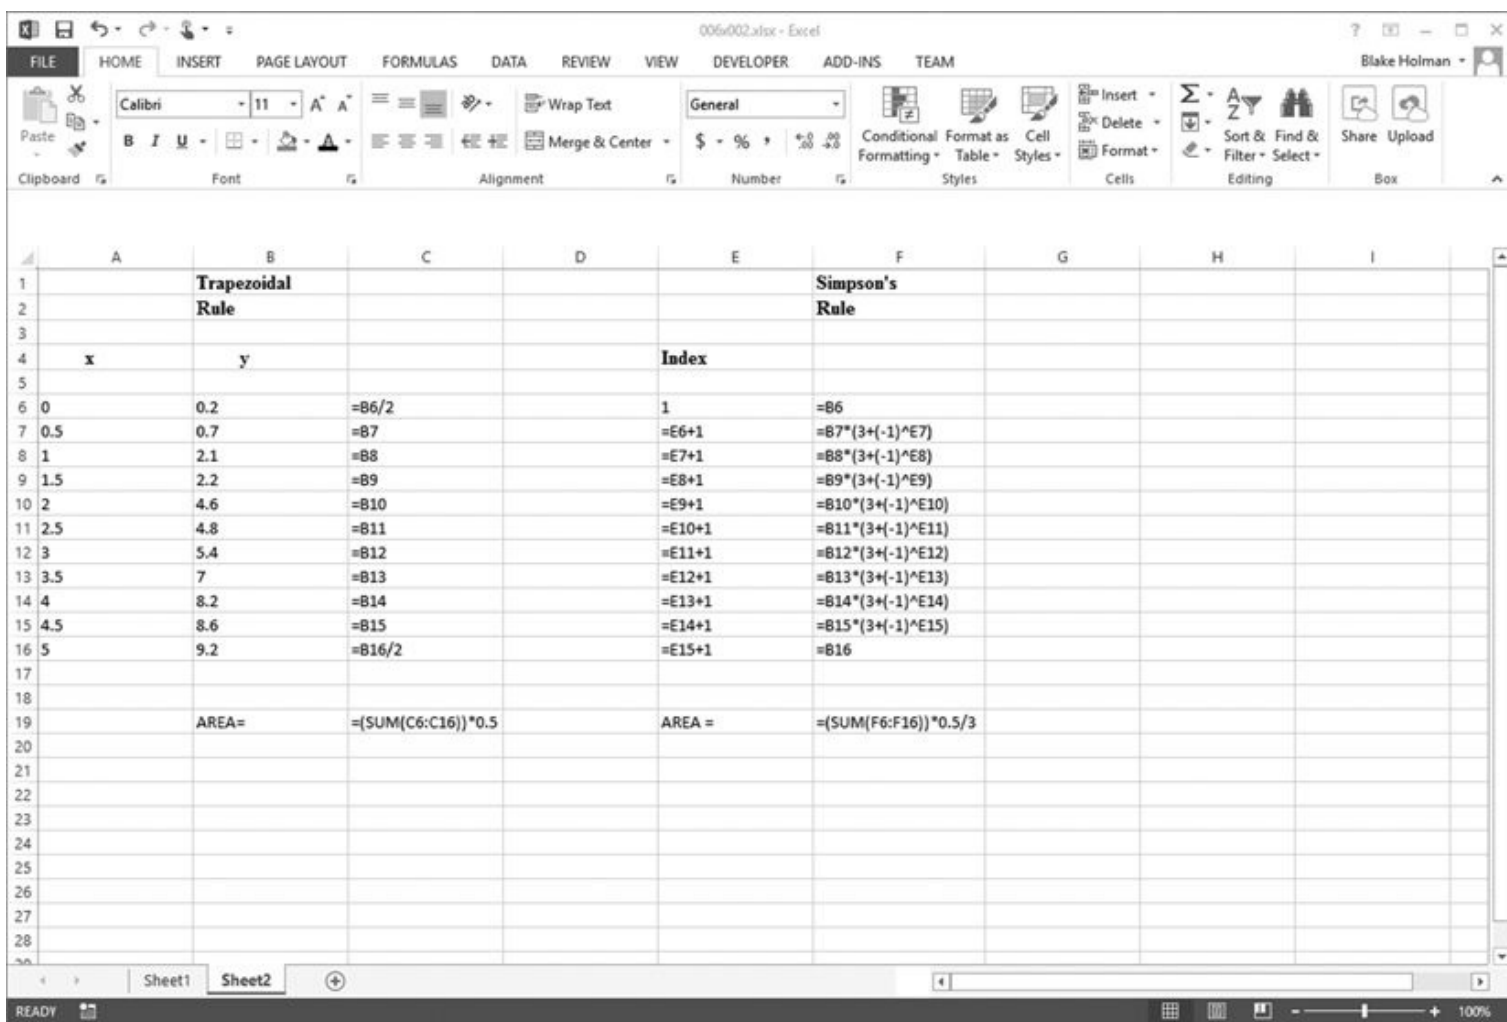 006x002.xlsx - Excel
FILE HOME INSERT PAGE LAYOUT FORMULAS DATA REVIEW VIEW DEVELOPER ADD-INS TEAM Blake Holman
Paste
Clipboard
Calibri 11
B I U
Font
Wrap Text
Merge & Center
Alignment
General
$ % ,
Number
Conditional Formatting
Format as Table
Cell Styles
Styles
Insert
Delete
Format
Cells
Sort & Filter
Find & Select
Editing
Share Upload
Box
A B C D E F G H I
1 Trapezoidal Simpson's
2 Rule Rule
3
4 x y Index
5
6 0 0.2 =B6/2 1 =B6
7 0.5 0.7 =B7 =E6+1 =B7*(3+(-1)^E7)
8 1 2.1 =B8 =E7+1 =B8*(3+(-1)^E8)
9 1.5 2.2 =B9 =E8+1 =B9*(3+(-1)^E9)
10 2 4.6 =B10 =E9+1 =B10*(3+(-1)^E10)
11 2.5 4.8 =B11 =E10+1 =B11*(3+(-1)^E11)
12 3 5.4 =B12 =E11+1 =B12*(3+(-1)^E12)
13 3.5 7 =B13 =E12+1 =B13*(3+(-1)^E13)
14 4 8.2 =B14 =E13+1 =B14*(3+(-1)^E14)
15 4.5 8.6 =B15 =E14+1 =B15*(3+(-1)^E15)
16 5 9.2 =B16/2 =E15+1 =B16
17
18
19 AREA= =(SUM(C6:C16))*0.5 AREA = =(SUM(F6:F16))*0.5/3
20
21
22
23
24
25
26
27
28
Sheet1 Sheet2
READY 100%